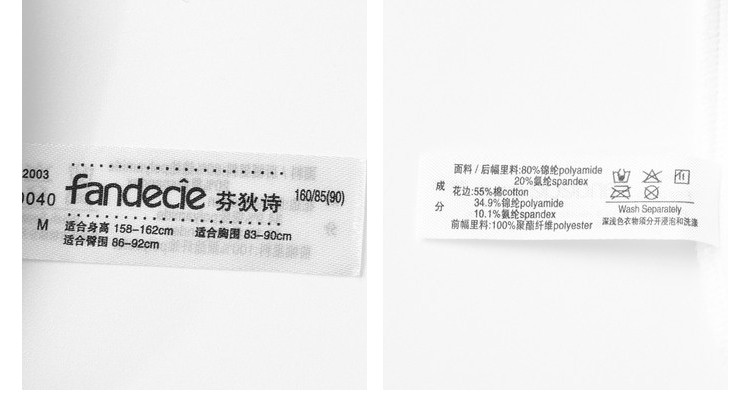 2003
fandecie 芬狄诗
160/85(90)
0040
M
适合身高 158-162cm 适合胸围 83-90cm
适合臀围 86-92cm
成分
面料 / 后幅里料:80%锦纶polyamide
20%氨纶spandex
花边:55%棉cotton
34.9%锦纶polyamide
10.1%氨纶spandex
前幅里料:100%聚酯纤维polyester
Wash Separately
深浅色衣物须分开浸泡和洗涤